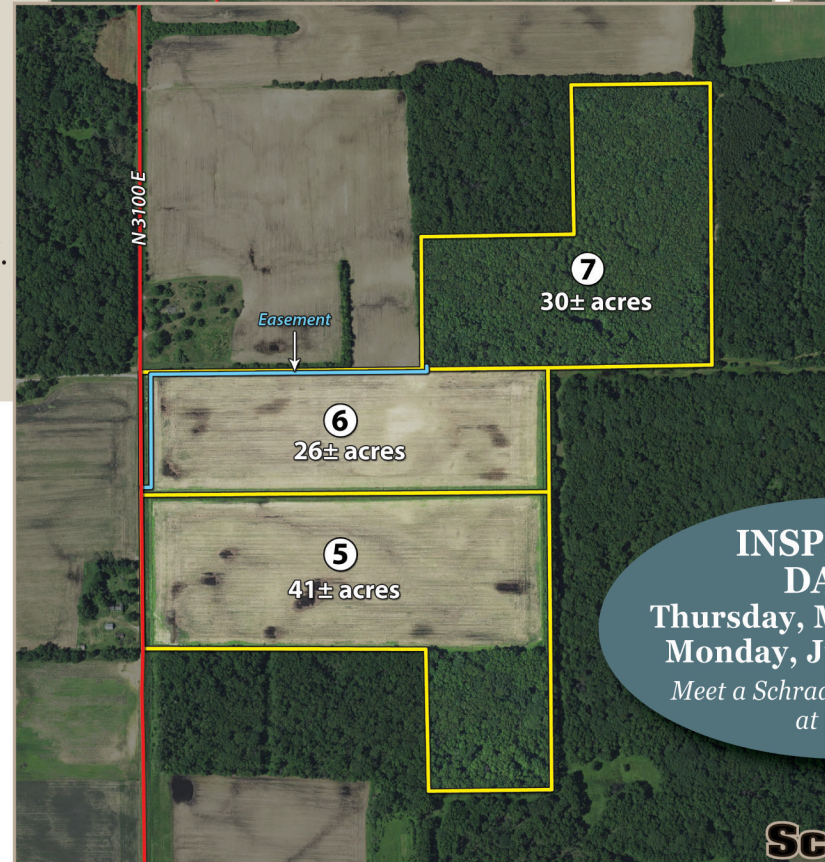 N 3100 E
7
30± acres
Easement
6
26± acres
5
41± acres
INSP
DA
Thursday, M
Monday, J
Meet a Schrad
at
Sc